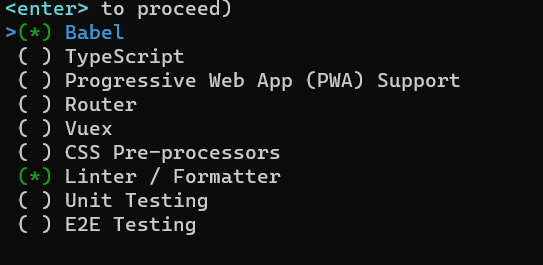 <enter> to proceed)
>(*) Babel
( ) TypeScript
( ) Progressive Web App (PWA) Support
( ) Router
( ) Vuex
( ) CSS Pre-processors
(*) Linter / Formatter
( ) Unit Testing
( ) E2E Testing